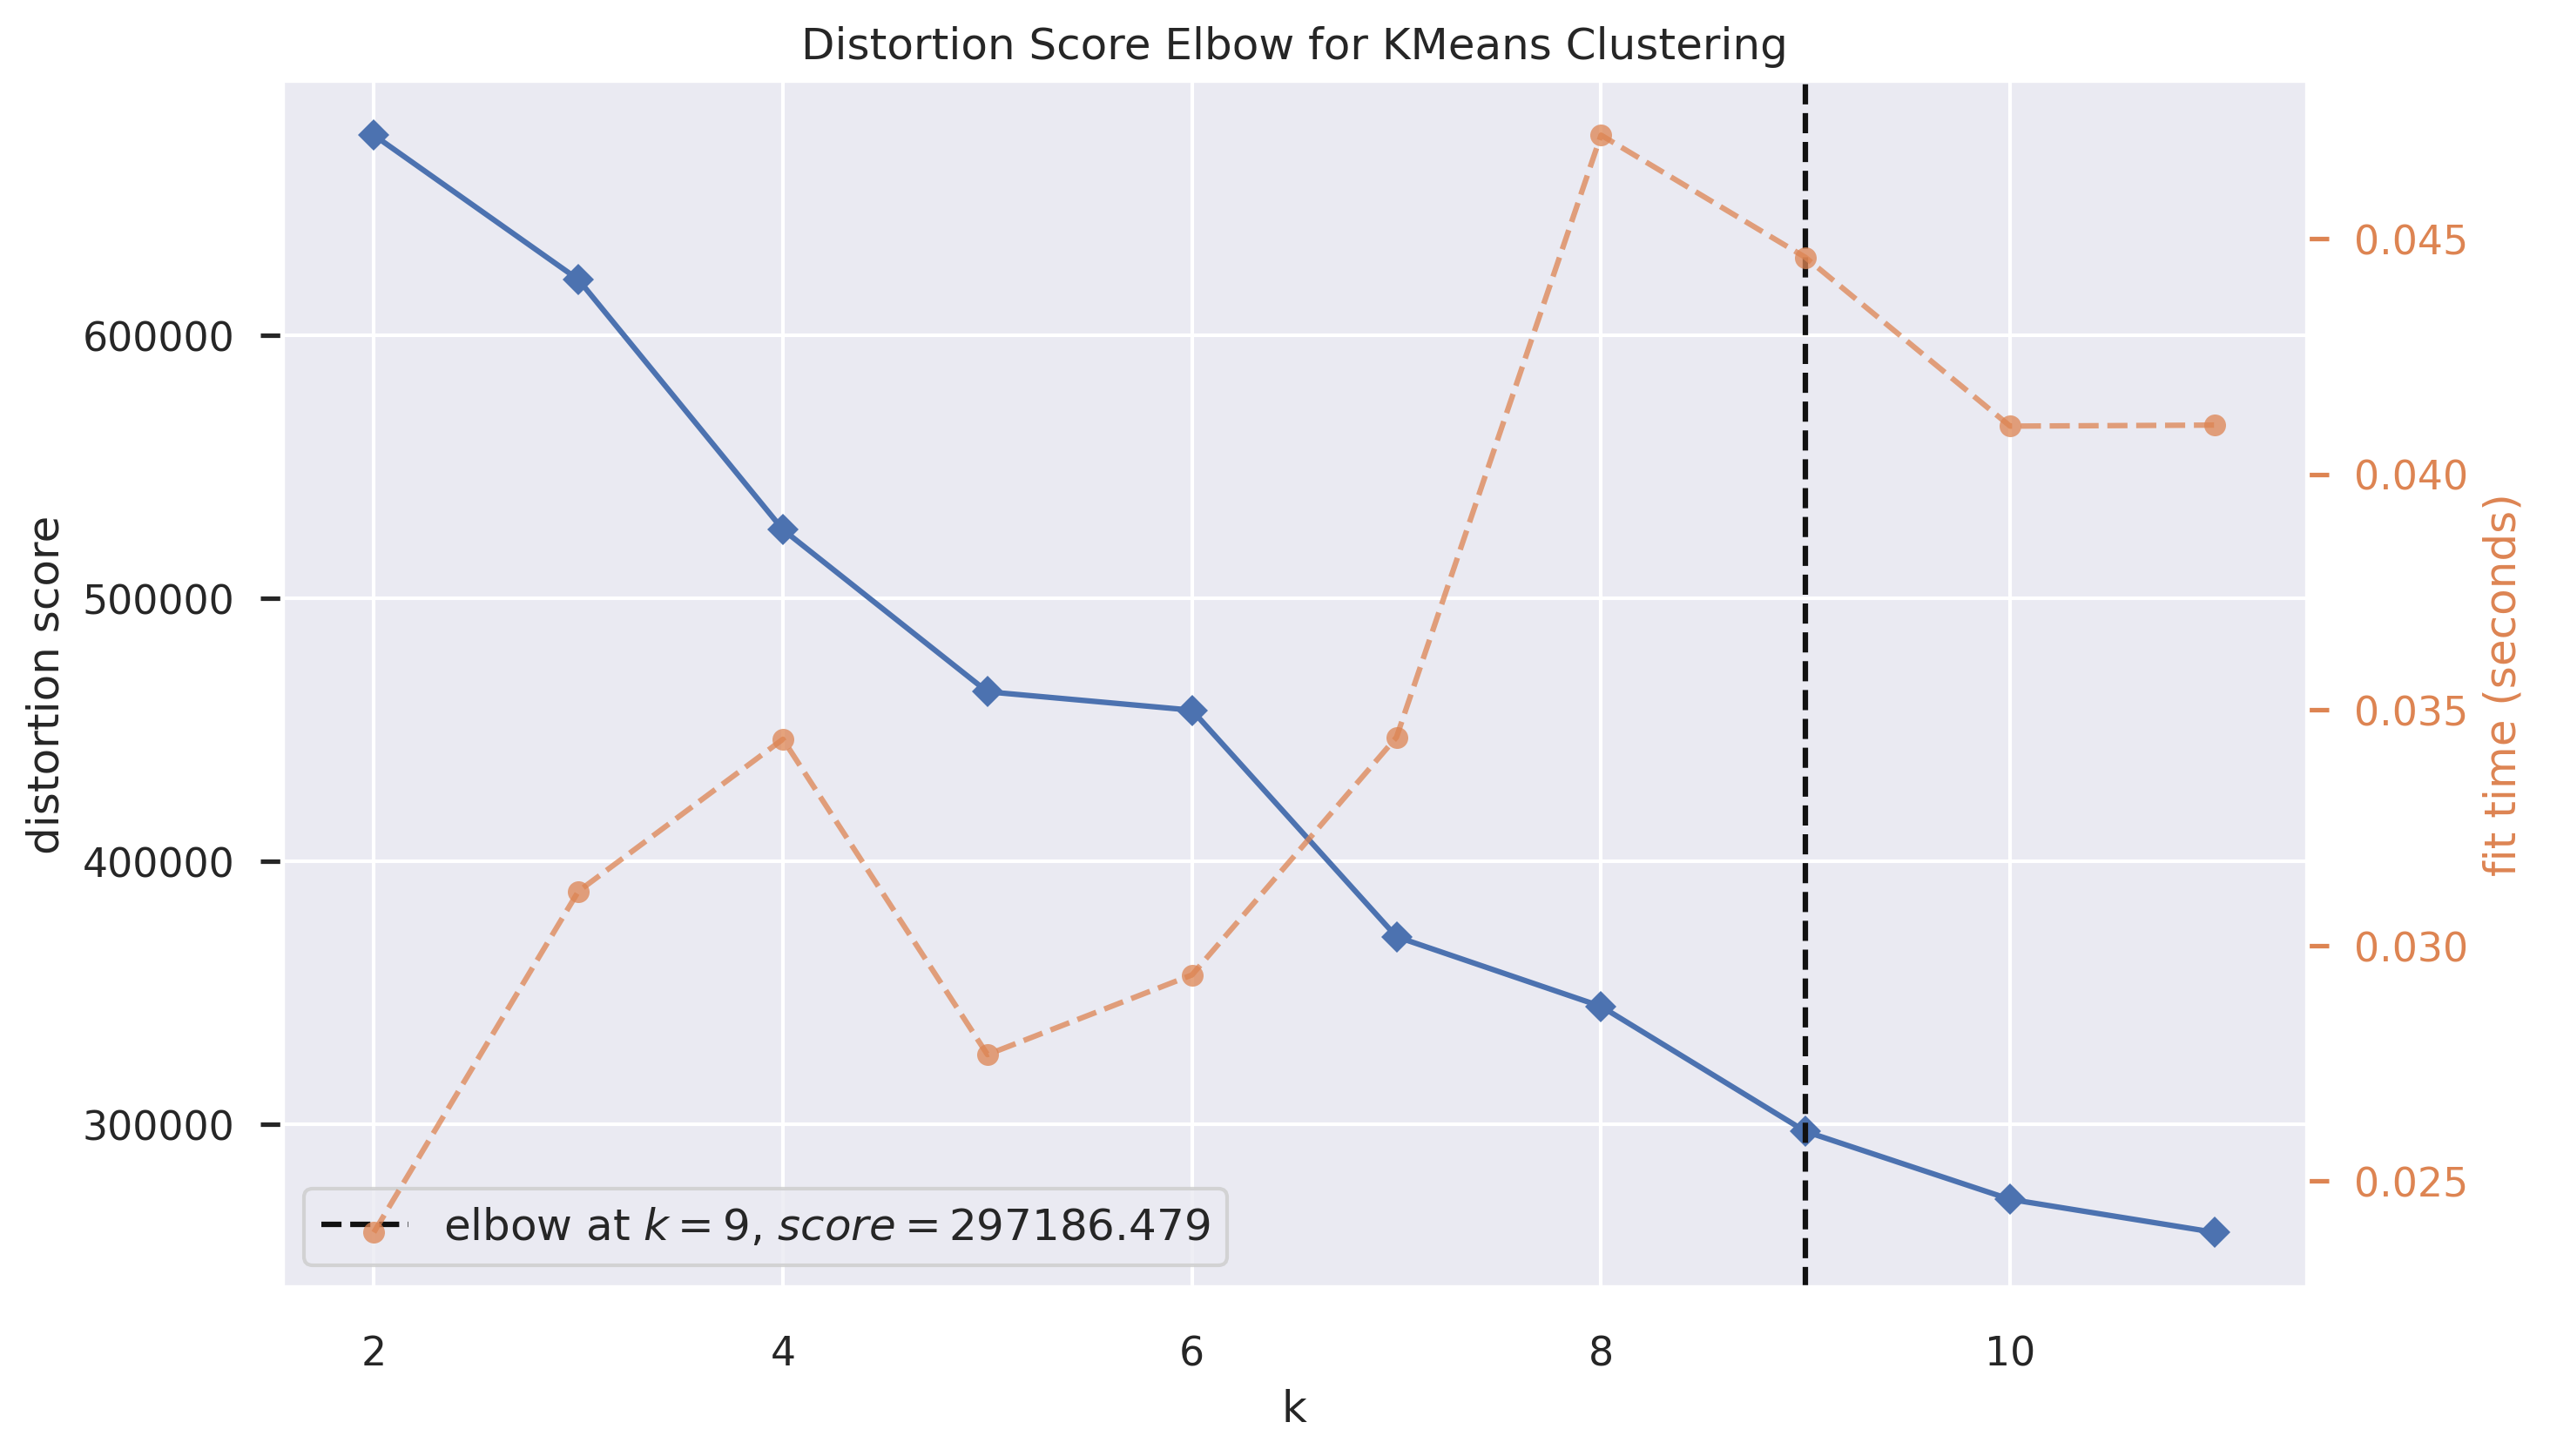 Distortion Score Elbow for KMeans Clustering
distortion score
600000
500000
400000
300000
0.045
0.040
0.035
0.030
0.025
fit time (seconds)
elbow at k = 9, score = 297186.479
2 4 6 8 10
k